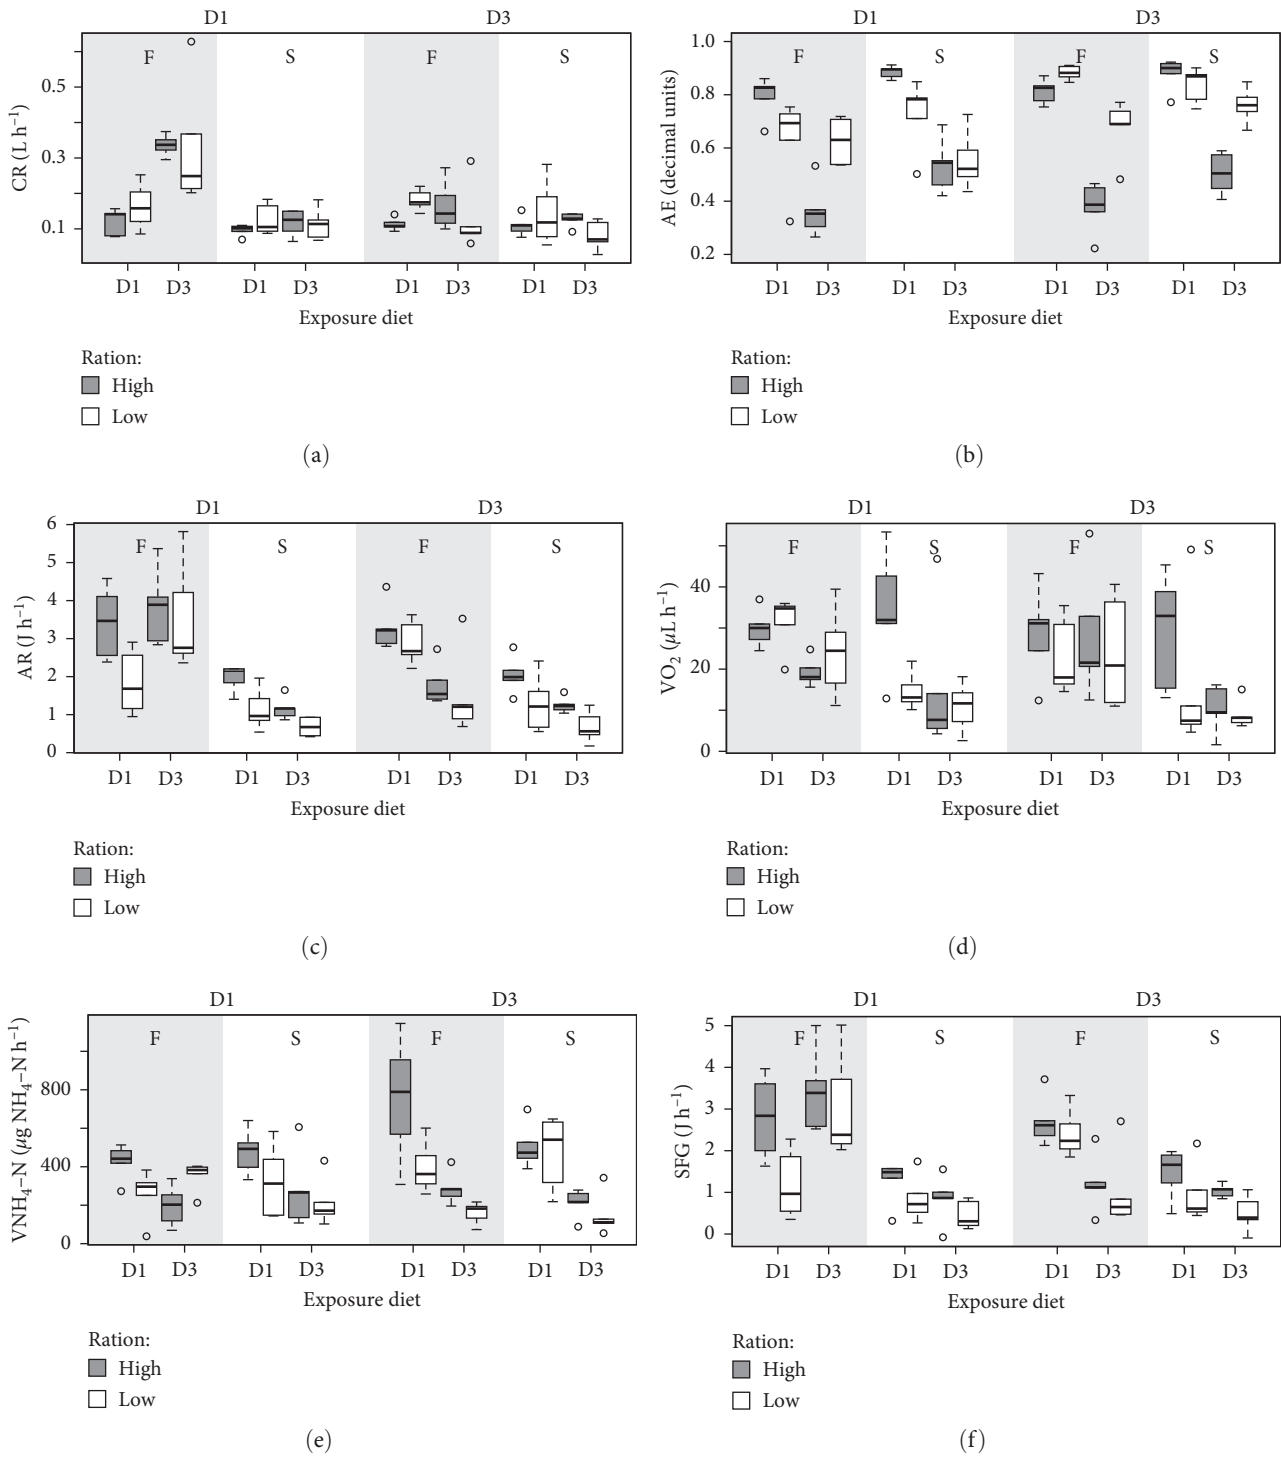 D1 D3
F S F S
CR (L h⁻¹)
0.5
0.3
0.1
D1 D3 D1 D3 D1 D3 D1 D3
Exposure diet
Ration:
High
Low
(a)
D1 D3
F S F S
AE (decimal units)
1.0
0.8
0.6
0.4
0.2
D1 D3 D1 D3 D1 D3 D1 D3
Exposure diet
Ration:
High
Low
(b)
D1 D3
F S F S
AR (J h⁻¹)
6
5
4
3
2
1
0
D1 D3 D1 D3 D1 D3 D1 D3
Exposure diet
Ration:
High
Low
(c)
D1 D3
F S F S
VO₂ (μL h⁻¹)
40
20
0
D1 D3 D1 D3 D1 D3 D1 D3
Exposure diet
Ration:
High
Low
(d)
D1 D3
F S F S
VNH₄–N (μg NH₄–N h⁻¹)
800
400
0
D1 D3 D1 D3 D1 D3 D1 D3
Exposure diet
Ration:
High
Low
(e)
D1 D3
F S F S
SFG (J h⁻¹)
5
4
3
2
1
0
D1 D3 D1 D3 D1 D3 D1 D3
Exposure diet
Ration:
High
Low
(f)